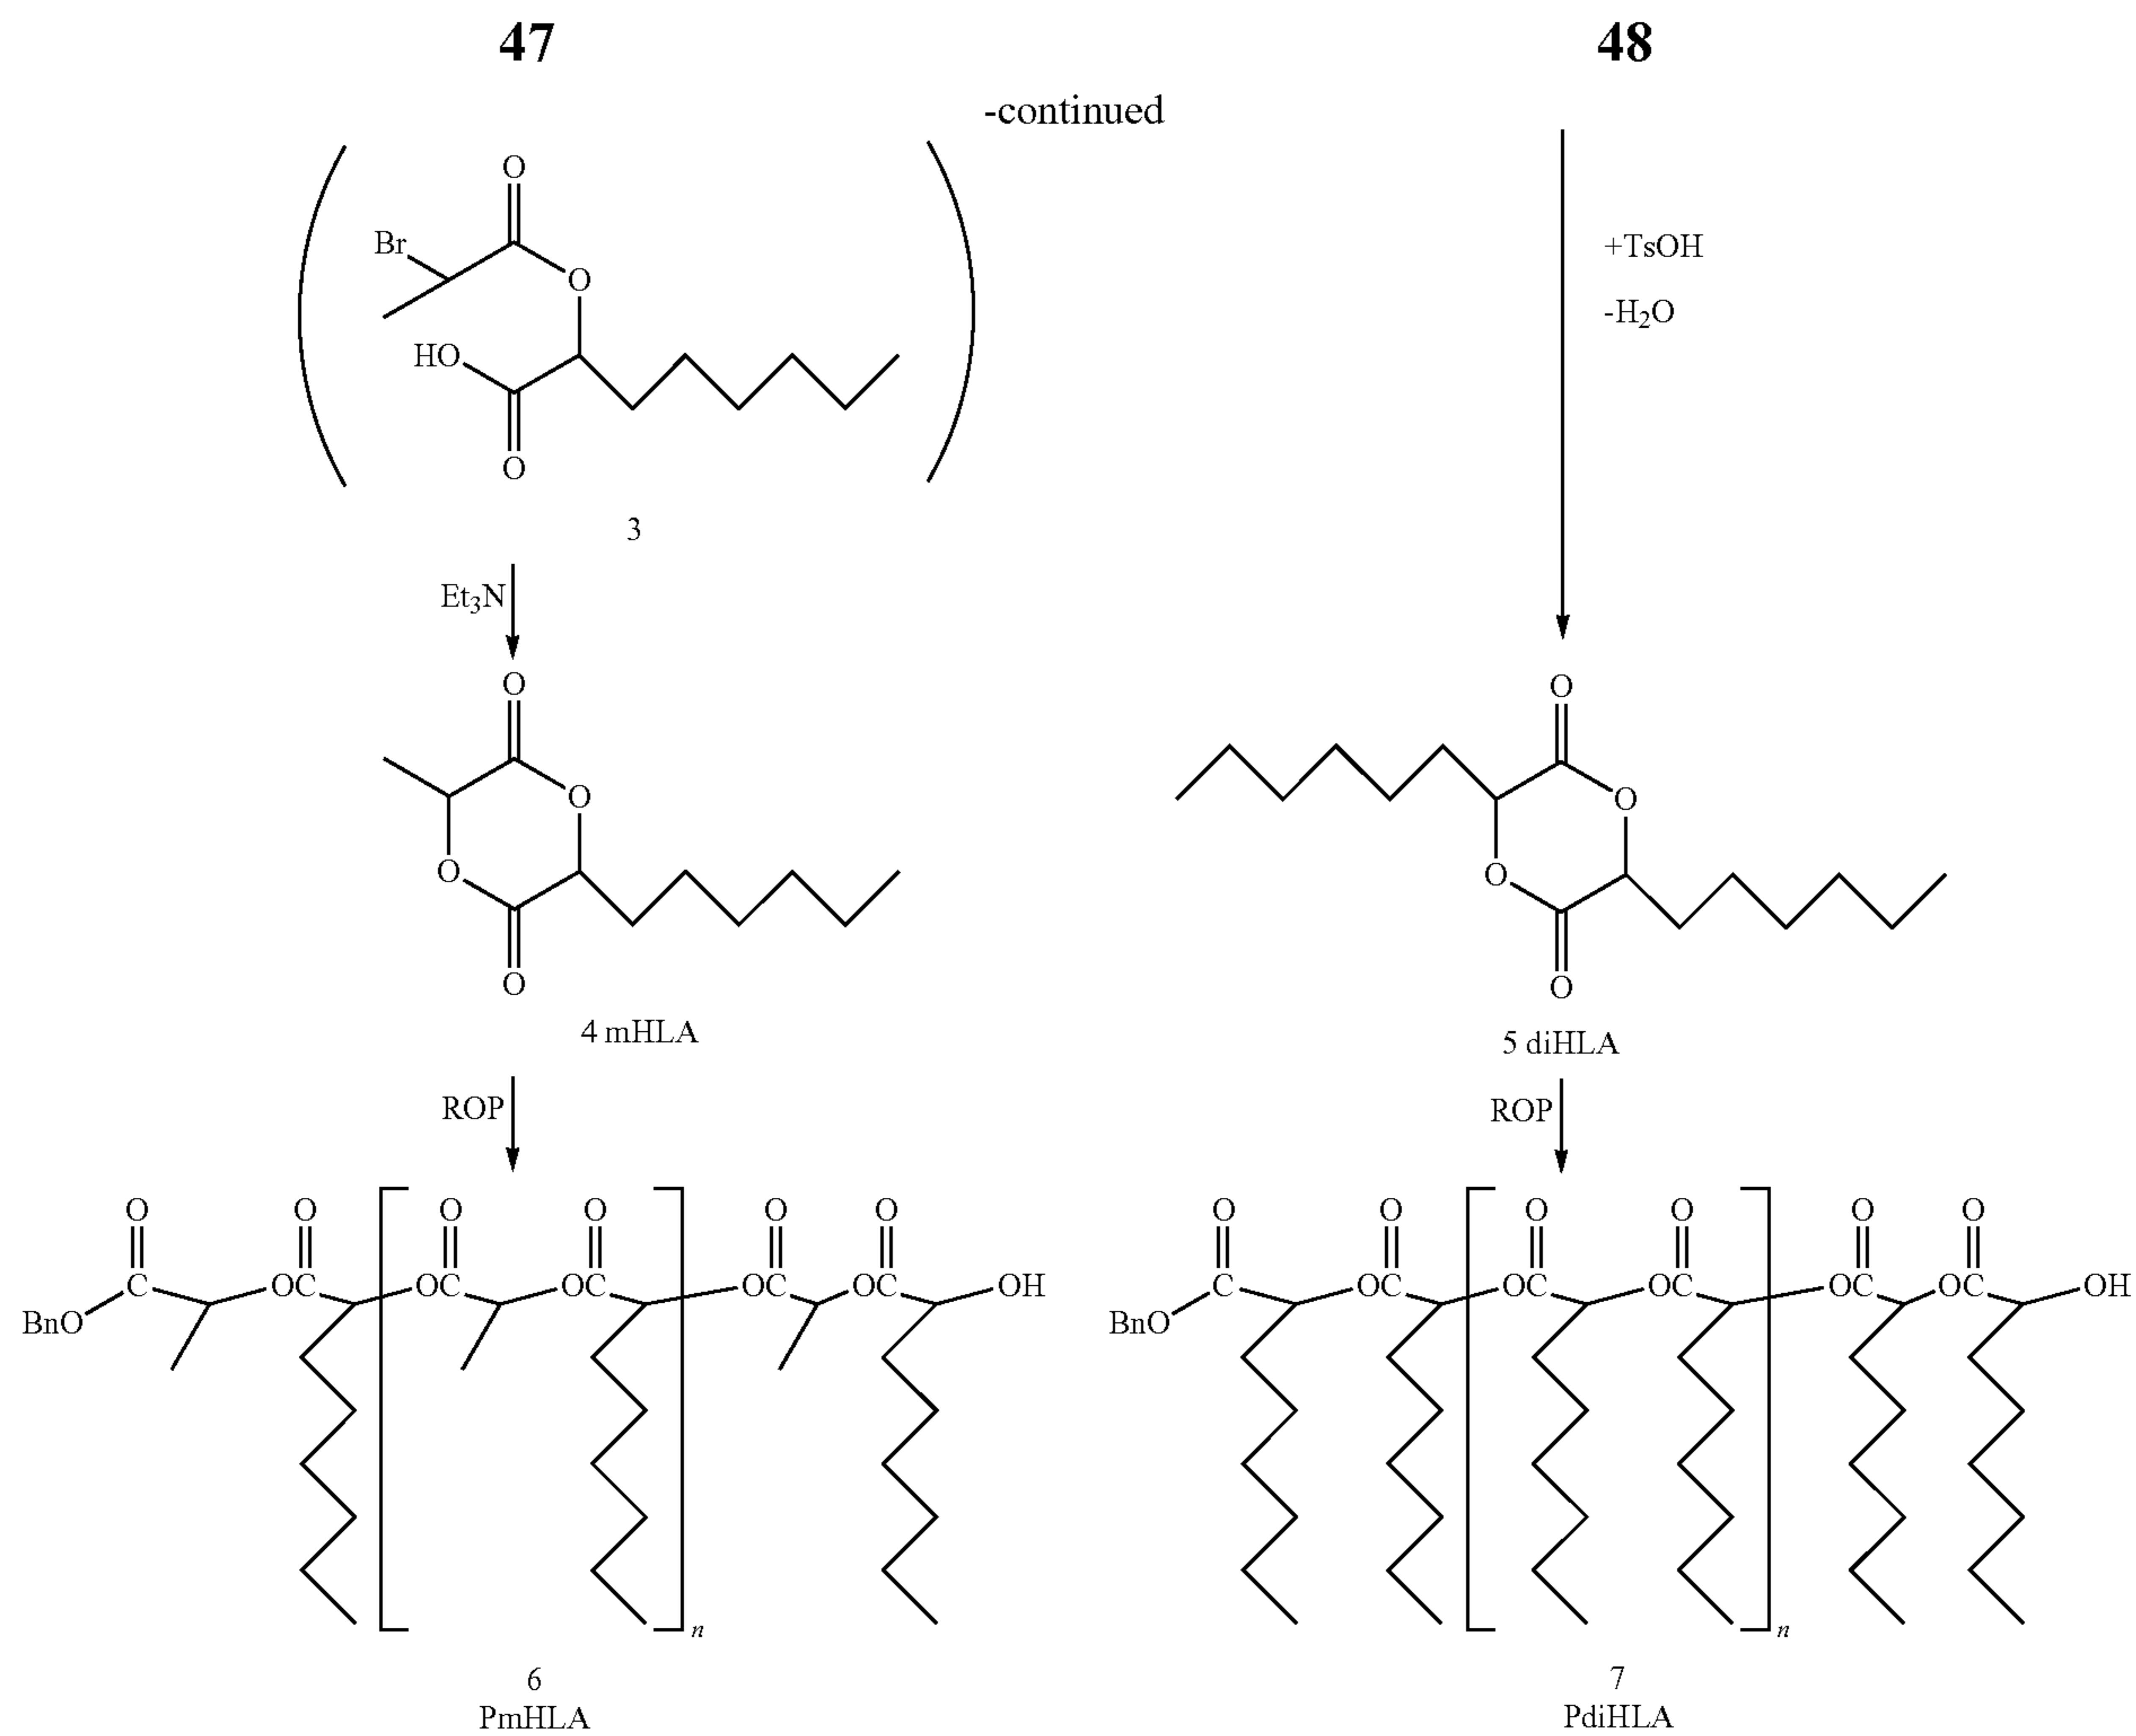 47
48
-continued
O
Br
O
HO
O
3
+TsOH
-H2O
Et3N
O
O
O
O
4 mHLA
O
O
O
O
5 diHLA
ROP
ROP
O O O O O O
C OC OC OC OC OC OH
BnO
n
6
PmHLA
O O O O O O
C OC OC OC OC OC OH
BnO
n
7
PdiHLA